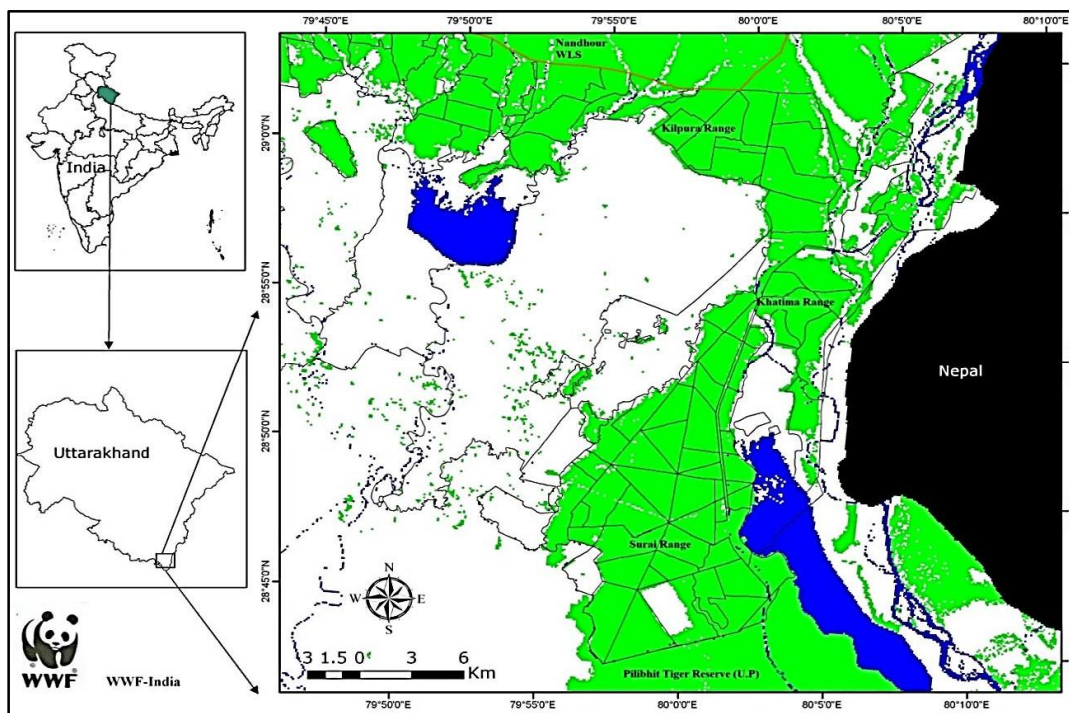 79°45'0"E 79°50'0"E 79°55'0"E 80°0'0"E 80°5'0"E 80°10'0"E
India
Uttarakhand
WWF
WWF-India
29°0'0"N
28°55'0"N
28°50'0"N
28°45'0"N
Nandhour
WLS
Kilpura Range
Khatima Range
Nepal
Surai Range
Pilibhit Tiger Reserve (U.P)
N
W E
S
3 1.5 0 3 6
Km
79°50'0"E 79°55'0"E 80°0'0"E 80°5'0"E 80°10'0"E